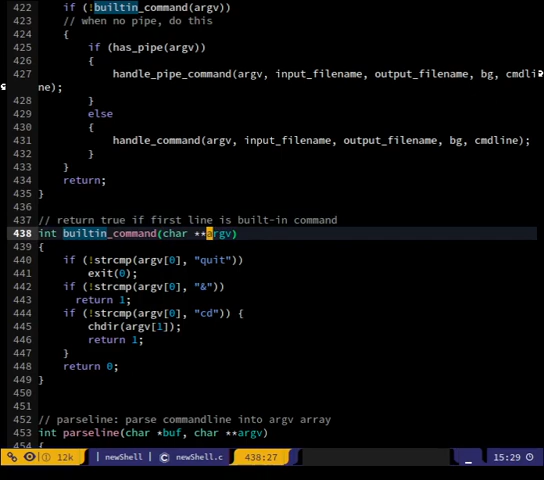 422     if (!builtin_command(argv))
423     // when no pipe, do this
424     {
425         if (has_pipe(argv))
426         {
427             handle_pipe_command(argv, input_filename, output_filename, bg, cmdli
ne);
428         }
429         else
430         {
431             handle_command(argv, input_filename, output_filename, bg, cmdline);
432         }
433     }
434     return;
435 }
436
437 // return true if first line is built-in command
438 int builtin_command(char **argv)
439 {
440     if (!strcmp(argv[0], "quit"))
441         exit(0);
442     if (!strcmp(argv[0], "&"))
443       return 1;
444     if (!strcmp(argv[0], "cd")) {
445         chdir(argv[1]);
446         return 1;
447     }
448     return 0;
449 }
450
451
452 // parseline: parse commandline into argv array
453 int parseline(char *buf, char **argv)
454 {
① 12k | newShell | C newShell.c 438:27 15:29